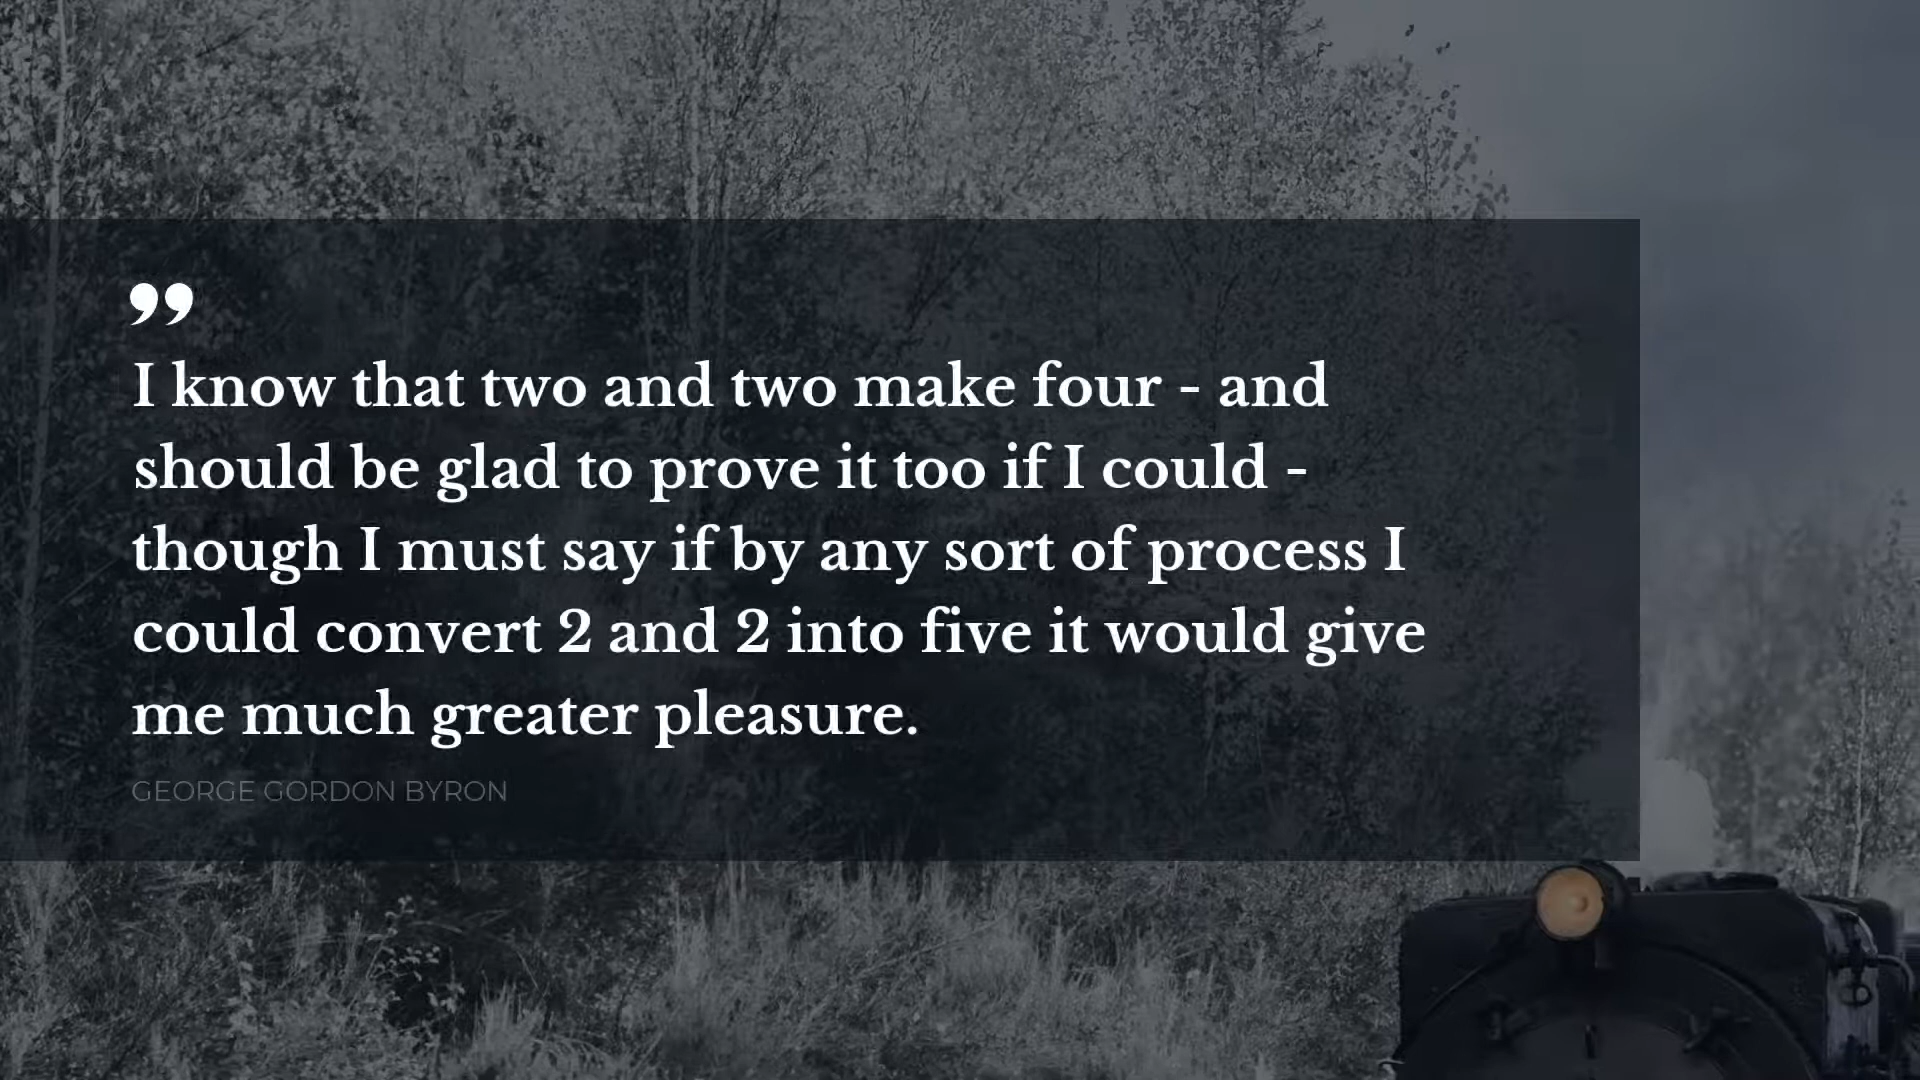 ”
I know that two and two make four - and
should be glad to prove it too if I could -
though I must say if by any sort of process I
could convert 2 and 2 into five it would give
me much greater pleasure.
GEORGE GORDON BYRON